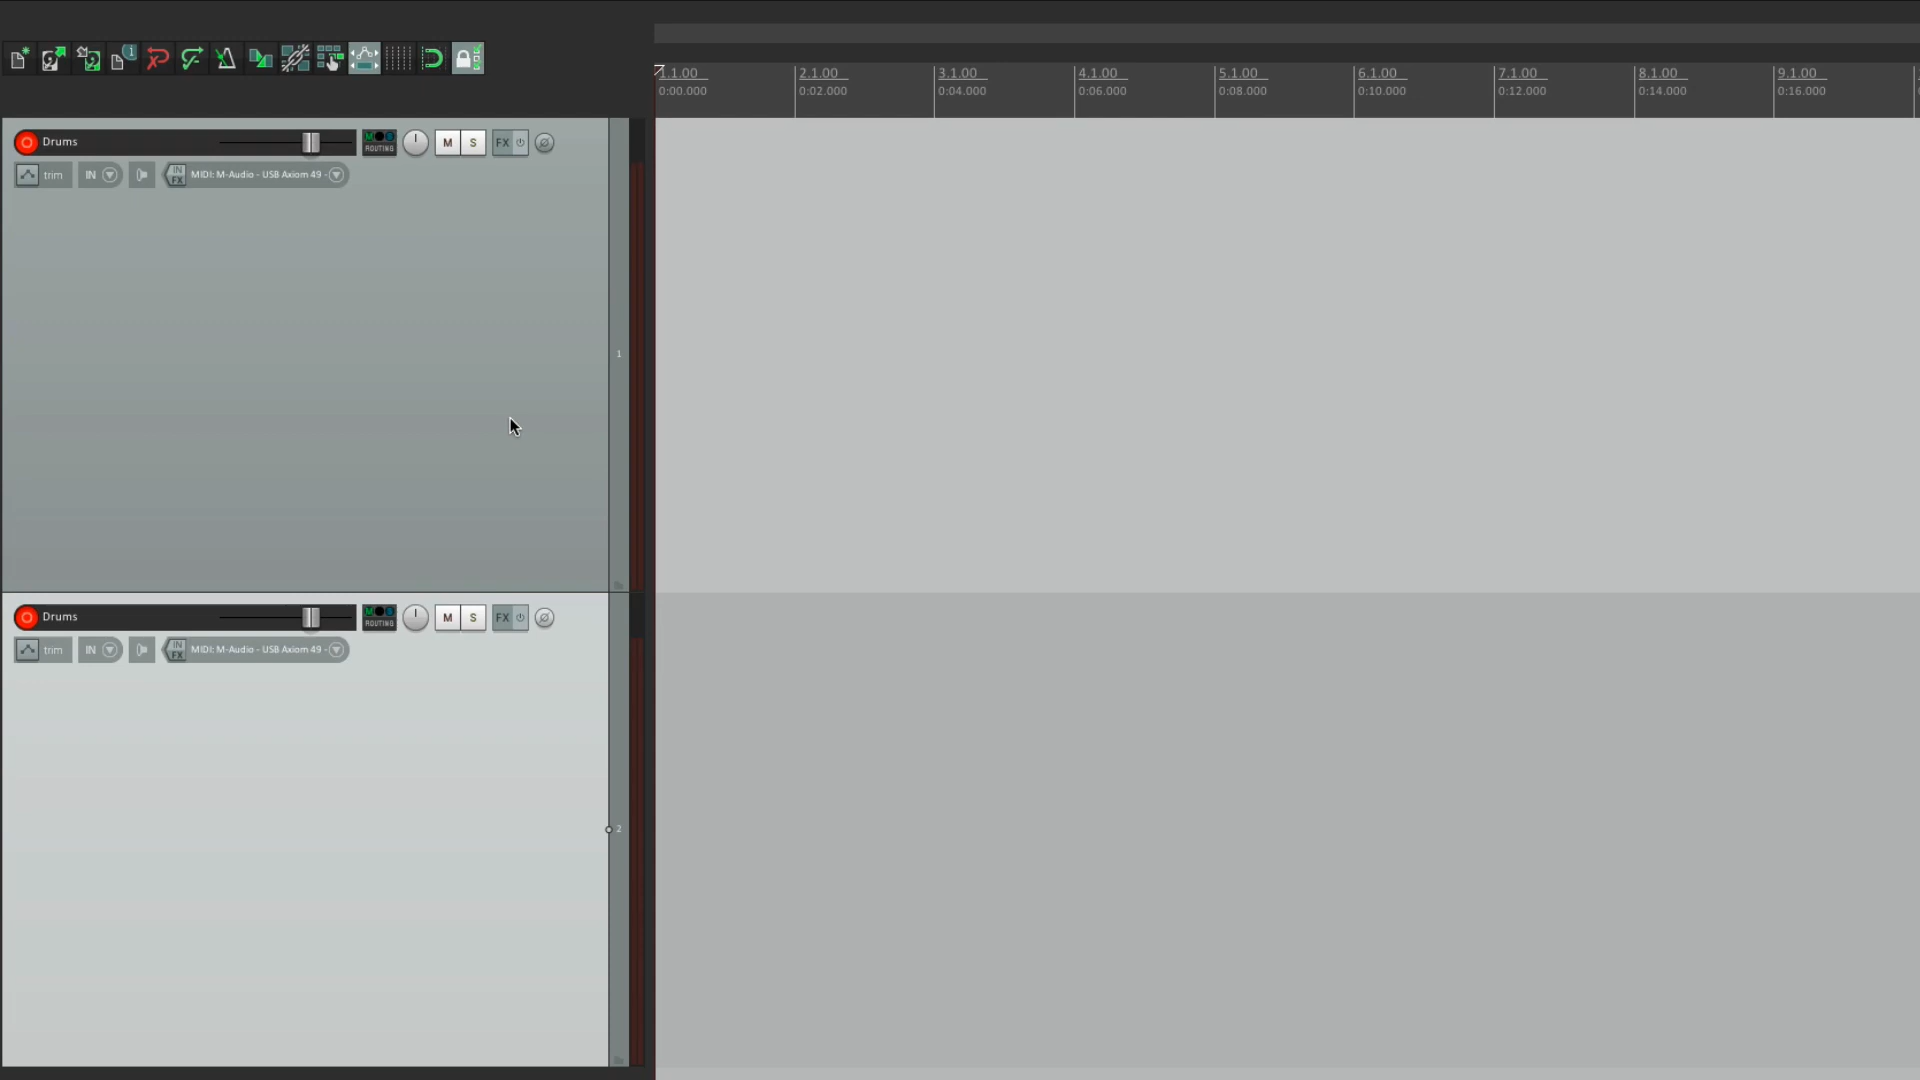 1.1.00 2.1.00 3.1.00 4.1.00 5.1.00 6.1.00 7.1.00 8.1.00 9.1.00
0:00.000 0:02.000 0:04.000 0:06.000 0:08.000 0:10.000 0:12.000 0:14.000 0:16.000
Drums M S ROUTING M S FX
trim IN IN FX MIDI: M-Audio - USB Axiom 49 -
1
Drums M S ROUTING M S FX
trim IN IN FX MIDI: M-Audio - USB Axiom 49 -
2